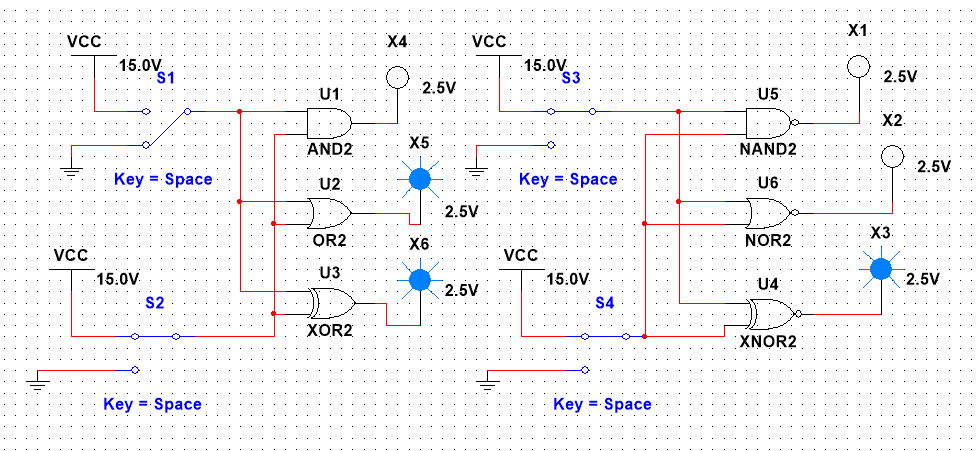 VCC
15.0V
S1
X4
2.5V
U1
AND2
X5
2.5V
Key = Space
U2
OR2
X6
2.5V
U3
XOR2
VCC
15.0V
S2
Key = Space
VCC
15.0V
S3
X1
2.5V
U5
NAND2
X2
2.5V
Key = Space
U6
NOR2
X3
2.5V
U4
XNOR2
VCC
15.0V
S4
Key = Space